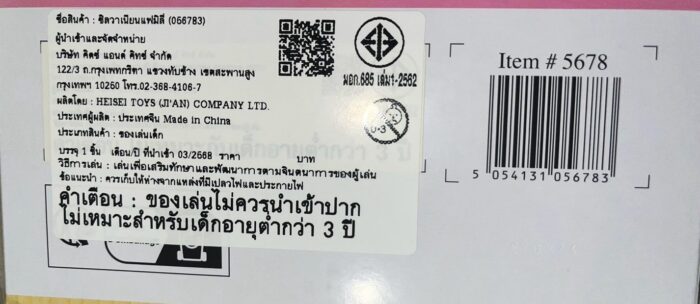 ชื่อสินค้า : ซิลวาเนียนแฟมิลี่ (056783)
ผู้นำเข้าและจัดจำหน่าย
บริษัท คิดซ์ แอนด์ คิทซ์ จำกัด
122/3 ถ.กรุงเทพกรีฑา แขวงทับช้าง เขตสะพานสูง
กรุงเทพฯ 10250 โทร.02-368-4106-7
ผลิตโดย : HEISEI TOYS (JI'AN) COMPANY LTD.
ประเทศผู้ผลิต : ประเทศจีน Made in China
ประเภทสินค้า : ของเล่นเด็ก
บรรจุ 1 ชิ้น เดือน/ปี ที่นำเข้า 03/2568 ราคา บาท
วิธีการเล่น : เล่นเพื่อเสริมทักษะและพัฒนาการตามจินตนาการของผู้เล่น
ข้อแนะนำ : ควรเก็บให้ห่างจากแหล่งที่มีเปลวไฟและประกายไฟ
คำเตือน : ของเล่นไม่ควรนำเข้าปาก
ไม่เหมาะสำหรับเด็กอายุต่ำกว่า 3 ปี
มอก.685 เล่ม1-2562
0-3
Item # 5678
5 054131 056783